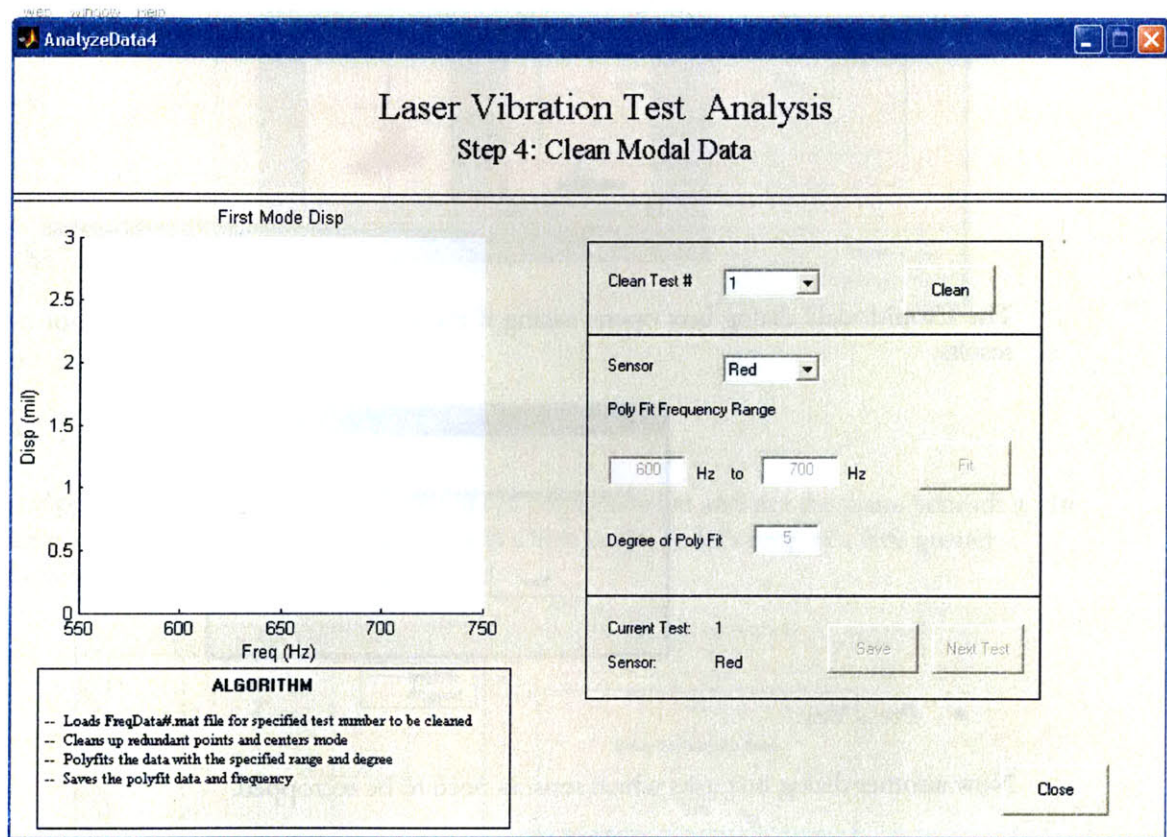 window help
AnalyzeData4
Laser Vibration Test Analysis
Step 4: Clean Modal Data
First Mode Disp
3
2.5
2
1.5
1
0.5
0
Disp (mil)
550 600 650 700 750
Freq (Hz)
Clean Test # 1 Clean
Sensor Red
Poly Fit Frequency Range
600 Hz to 700 Hz Fit
Degree of Poly Fit 5
Current Test: 1
Sensor: Red
Save Next Test
ALGORITHM
-- Loads FreqData#.mat file for specified test number to be cleaned
-- Cleans up redundant points and centers mode
-- Polyfits the data with the specified range and degree
-- Saves the polyfit data and frequency
Close